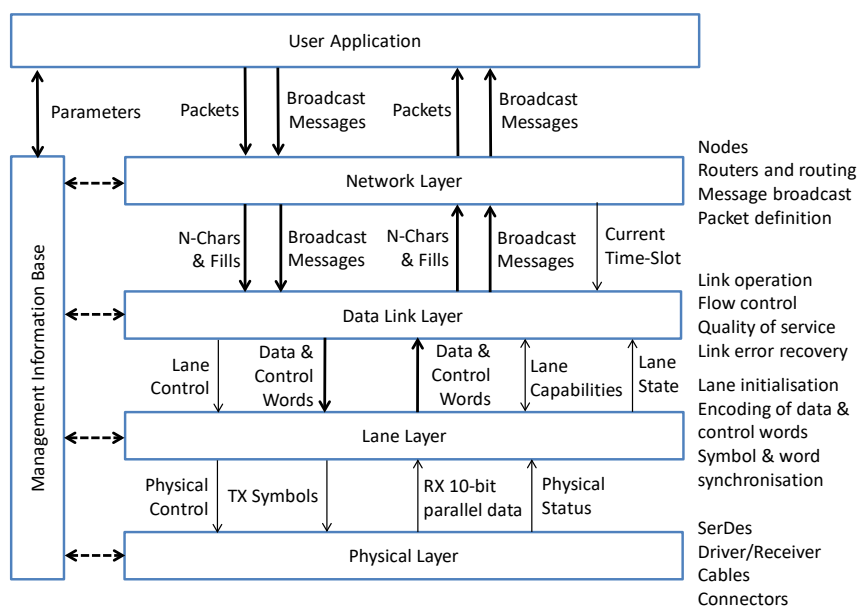 User Application
Parameters
Packets
Broadcast
Messages
Packets
Broadcast
Messages
Management Information Base
Network Layer
Nodes
Routers and routing
Message broadcast
Packet definition
N-Chars
& Fills
Broadcast
Messages
N-Chars
& Fills
Broadcast
Messages
Current
Time-Slot
Data Link Layer
Link operation
Flow control
Quality of service
Link error recovery
Lane
Control
Data &
Control
Words
Data &
Control
Words
Lane
Capabilities
Lane
State
Lane Layer
Lane initialisation
Encoding of data &
control words
Symbol & word
synchronisation
Physical
Control
TX Symbols
RX 10-bit
parallel data
Physical
Status
Physical Layer
SerDes
Driver/Receiver
Cables
Connectors